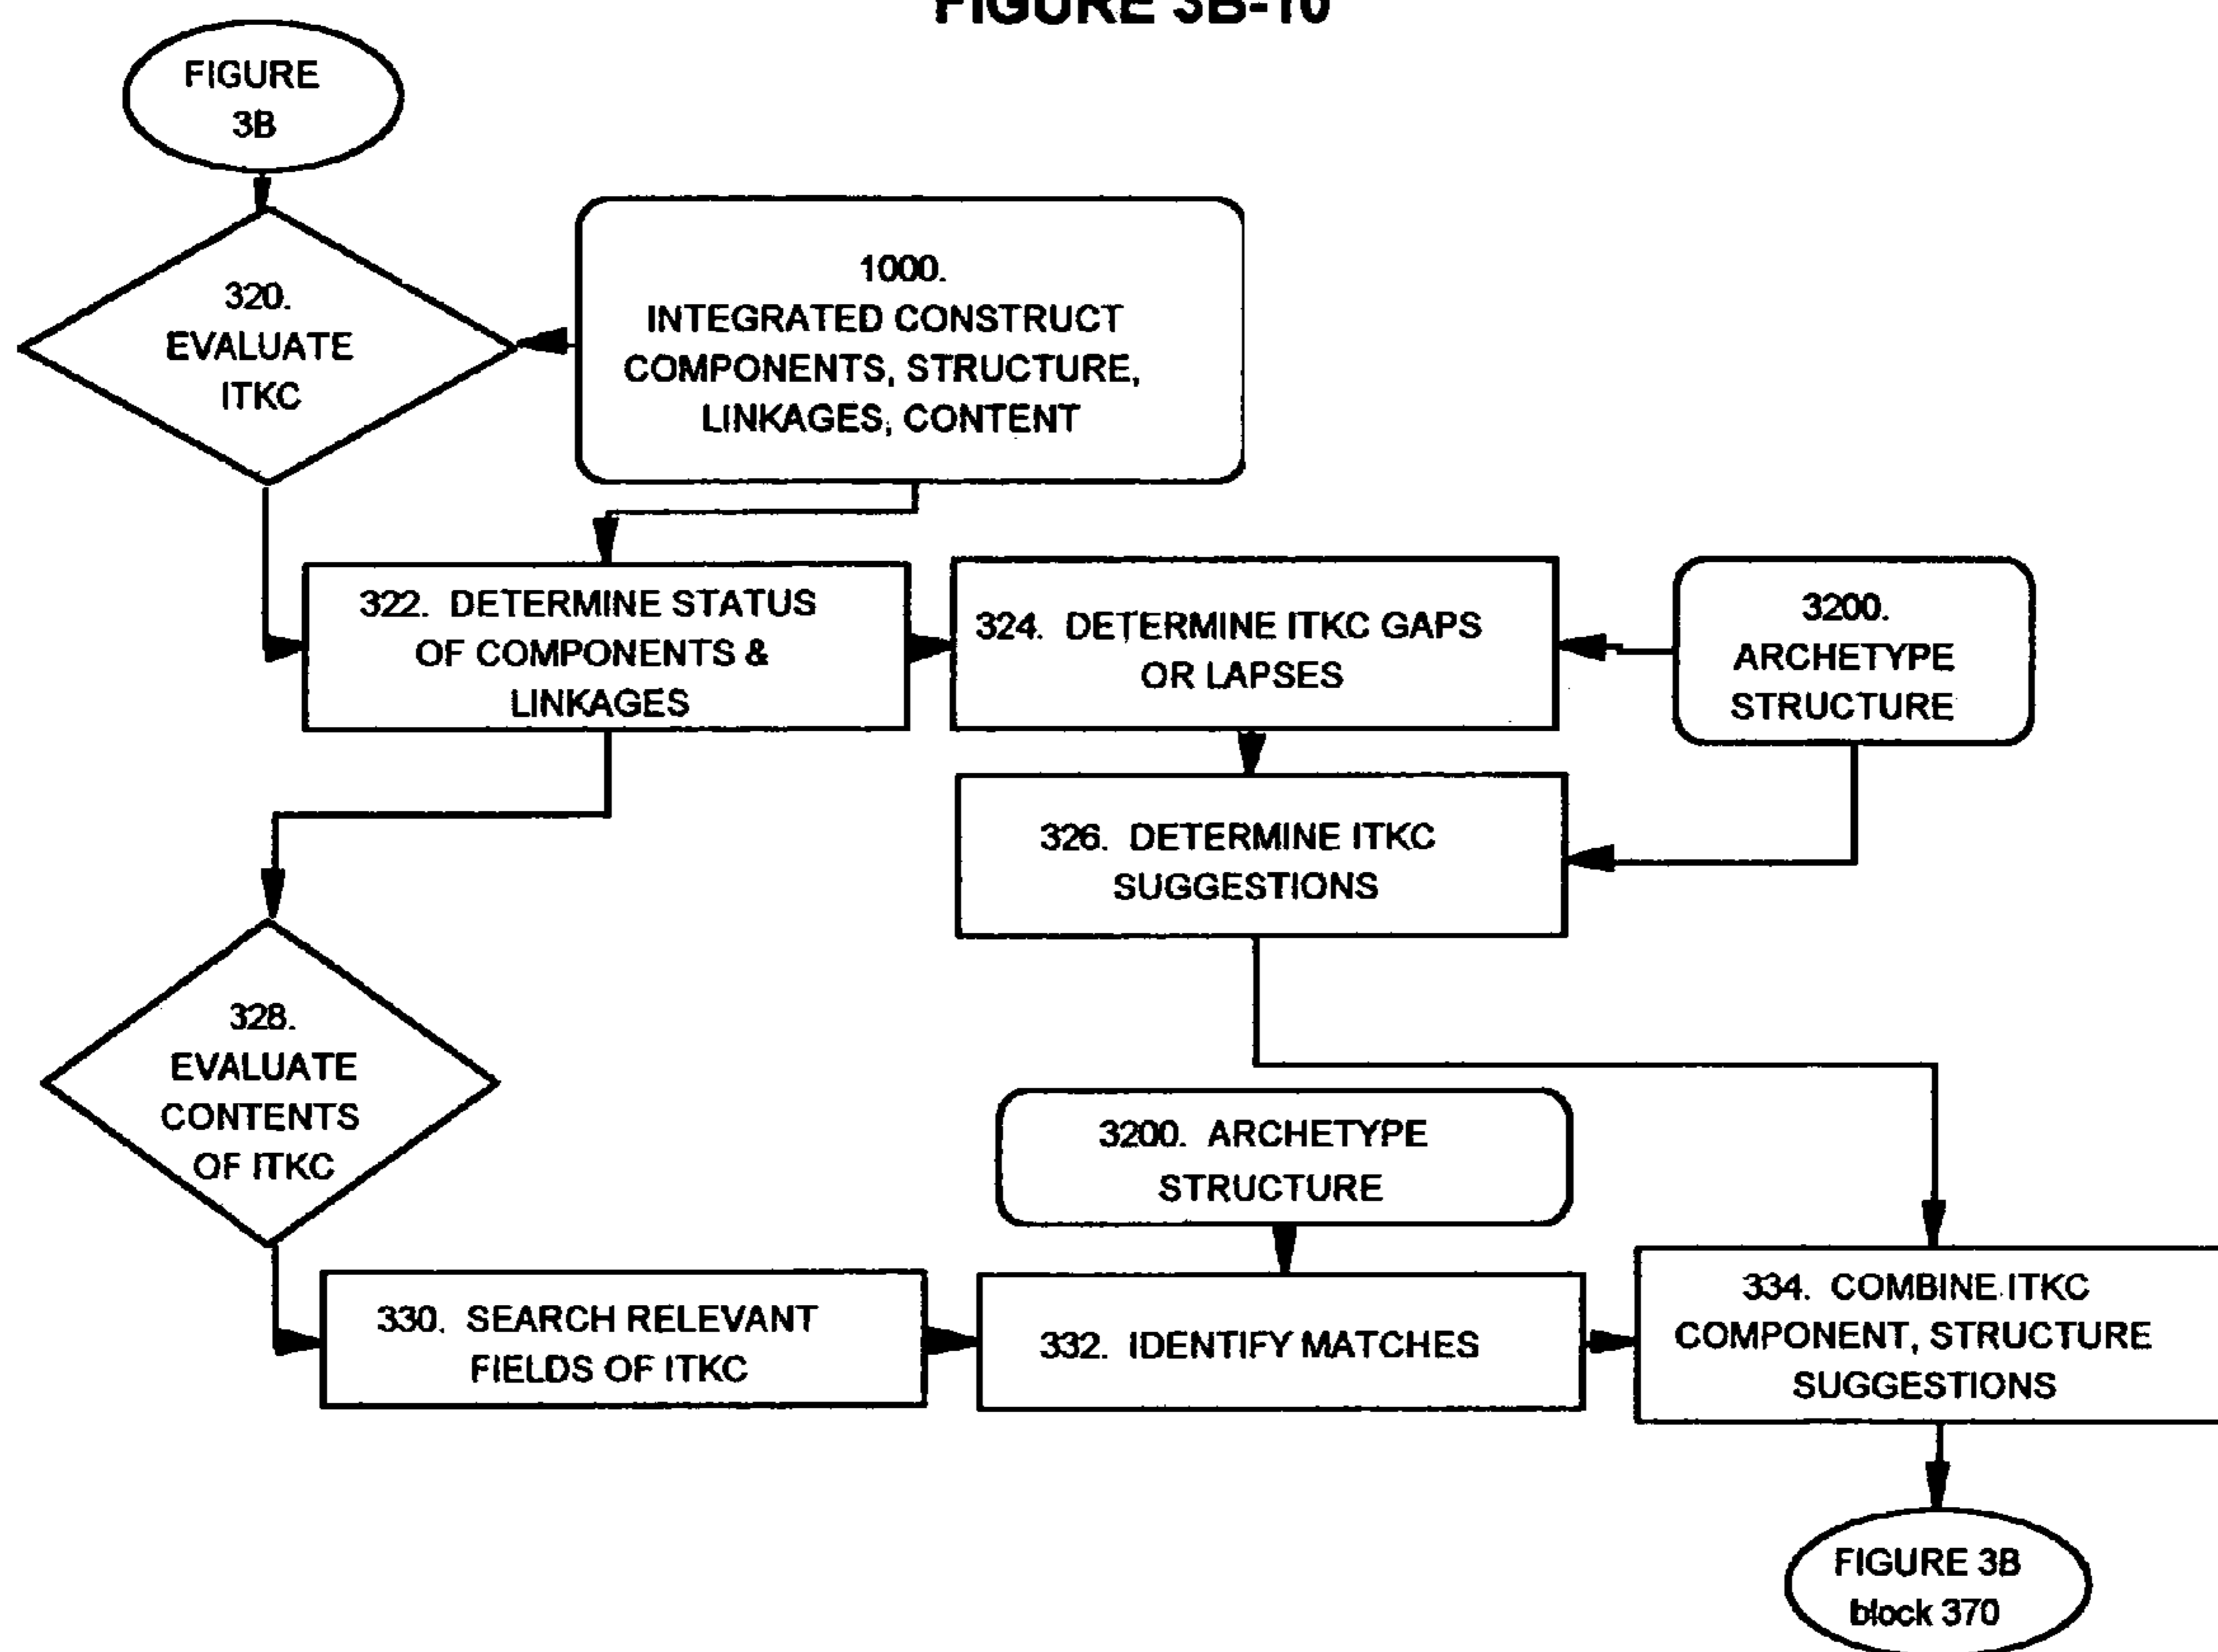 FIGURE 3B-10
FIGURE
3B
320.
EVALUATE
ITKC
1000.
INTEGRATED CONSTRUCT
COMPONENTS, STRUCTURE,
LINKAGES, CONTENT
322. DETERMINE STATUS
OF COMPONENTS &
LINKAGES
324. DETERMINE ITKC GAPS
OR LAPSES
3200.
ARCHETYPE
STRUCTURE
326. DETERMINE ITKC
SUGGESTIONS
328.
EVALUATE
CONTENTS
OF ITKC
3200. ARCHETYPE
STRUCTURE
330. SEARCH RELEVANT
FIELDS OF ITKC
332. IDENTIFY MATCHES
334. COMBINE ITKC
COMPONENT, STRUCTURE
SUGGESTIONS
FIGURE 3B
block 370